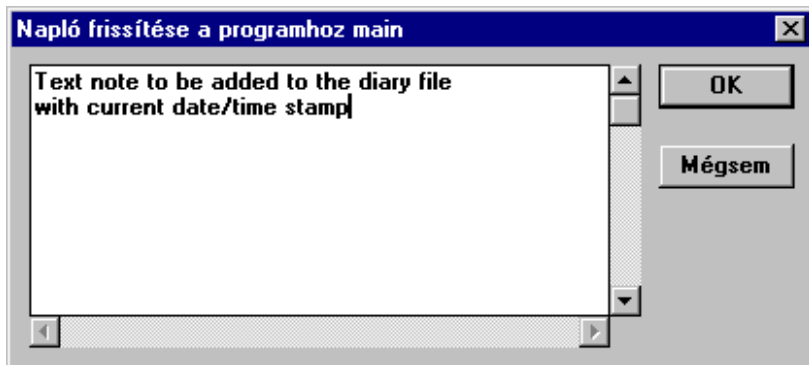 Napló frissítése a programhoz main
Text note to be added to the diary file
with current date/time stamp
OK
Mégsem